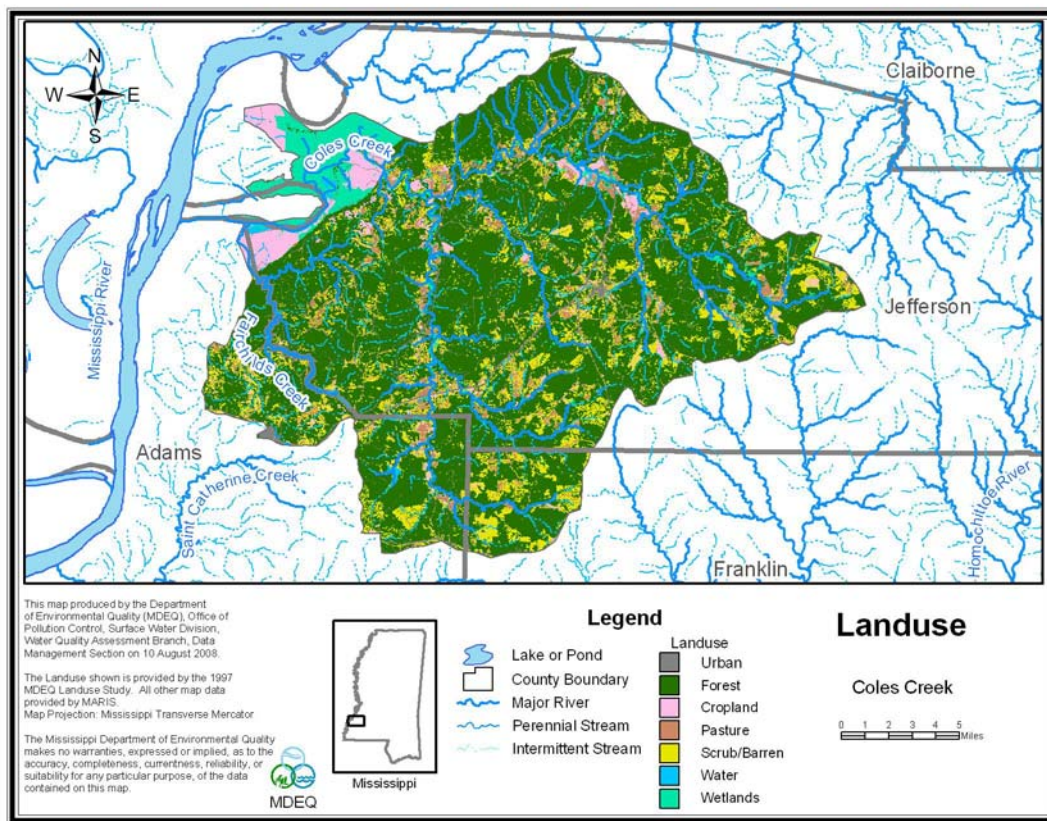 N
W E
S
Claiborne
Coles Creek
Mississippi River
Jefferson
Fairchilds Creek
Adams
Saint Catherine Creek
Homochitto River
Franklin
This map produced by the Department
of Environmental Quality (MDEQ), Office of
Pollution Control, Surface Water Division,
Water Quality Assessment Branch, Data
Management Section on 10 August 2008.
The Landuse shown is provided by the 1997
MDEQ Landuse Study. All other map data
provided by MARIS.
Map Projection: Mississippi Transverse Mercator
The Mississippi Department of Environmental Quality
makes no warranties, expressed or implied, as to the
accuracy, completeness, currentness, reliability, or
suitability for any particular purpose, of the data
contained on this map.
MDEQ
Mississippi
Legend
Lake or Pond
County Boundary
Major River
Perennial Stream
Intermittent Stream
Landuse
Urban
Forest
Cropland
Pasture
Scrub/Barren
Water
Wetlands
Landuse
Coles Creek
0 1 2 3 4 5
Miles